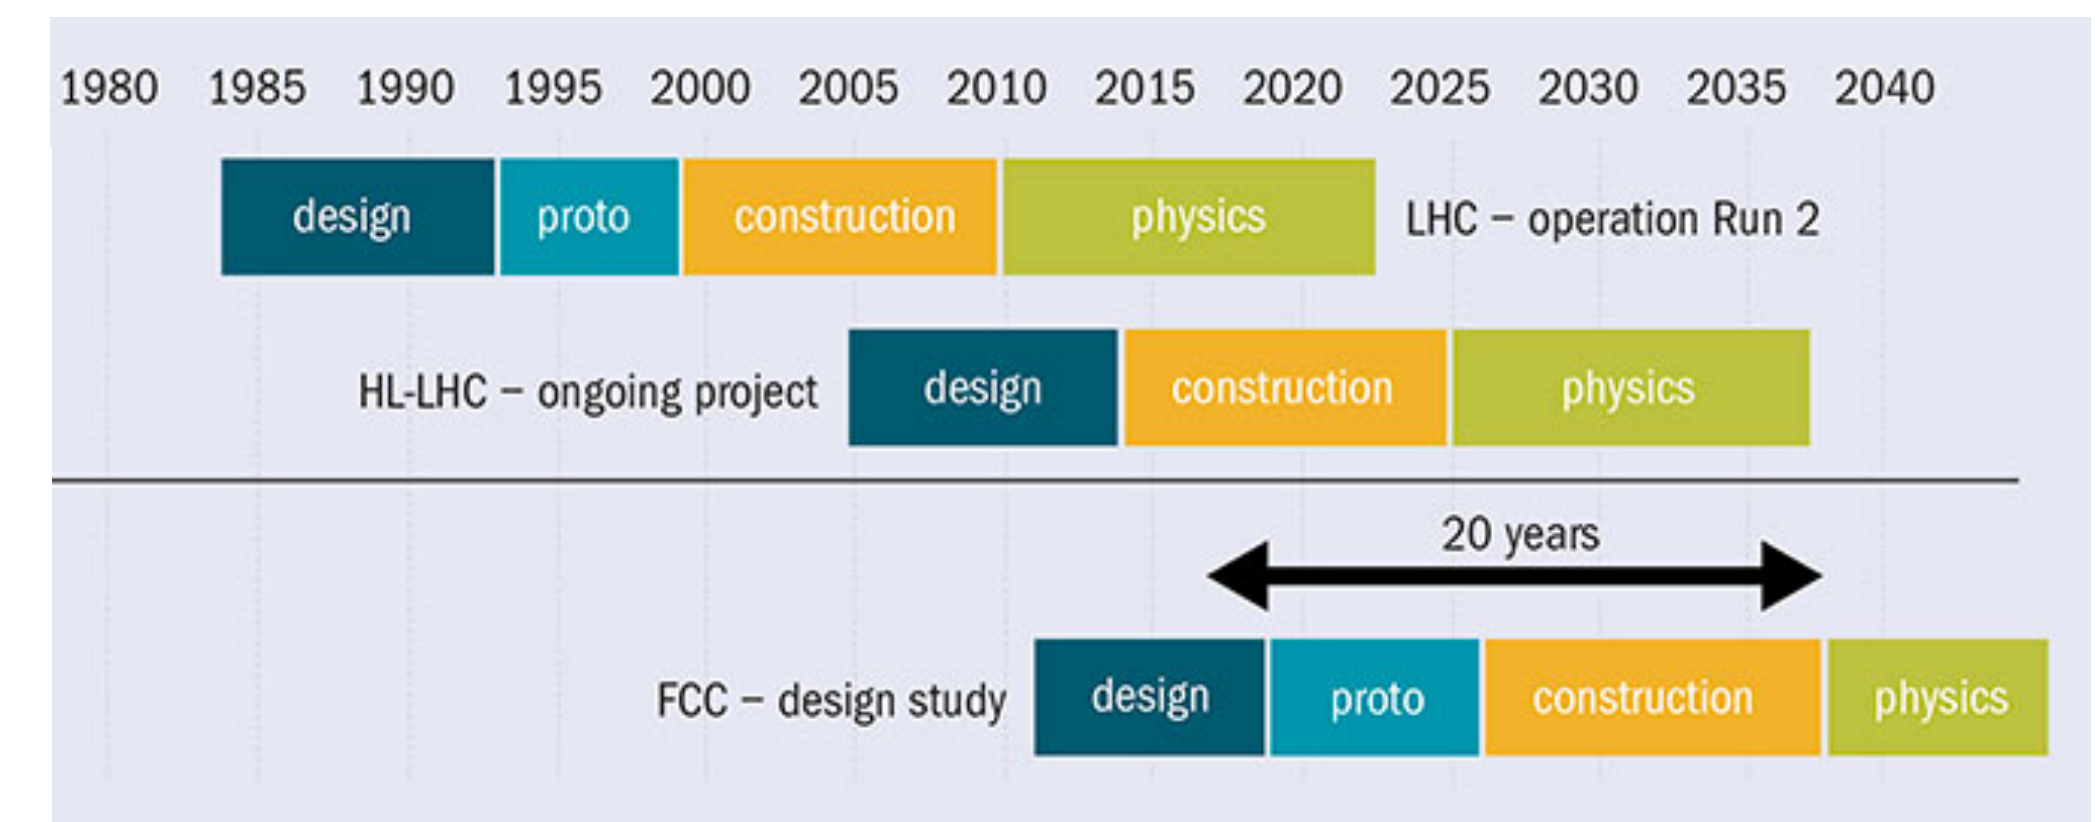 1980 1985 1990 1995 2000 2005 2010 2015 2020 2025 2030 2035 2040
design proto construction physics LHC – operation Run 2
HL-LHC – ongoing project design construction physics
20 years
FCC – design study design proto construction physics